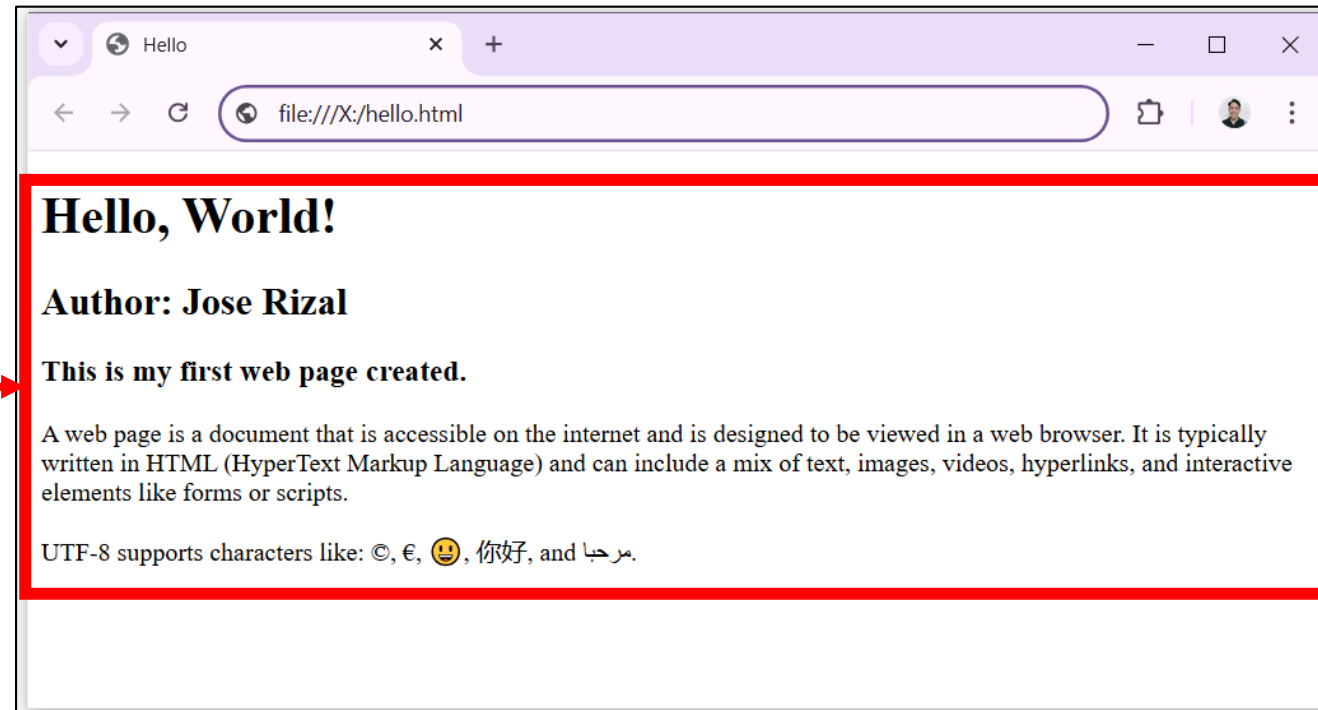 Hello
file:///X:/hello.html
Hello, World!
Author: Jose Rizal
This is my first web page created.
A web page is a document that is accessible on the internet and is designed to be viewed in a web browser. It is typically
written in HTML (HyperText Markup Language) and can include a mix of text, images, videos, hyperlinks, and interactive
elements like forms or scripts.
UTF-8 supports characters like: ©, €, 😃, 你好, and مرحبا.